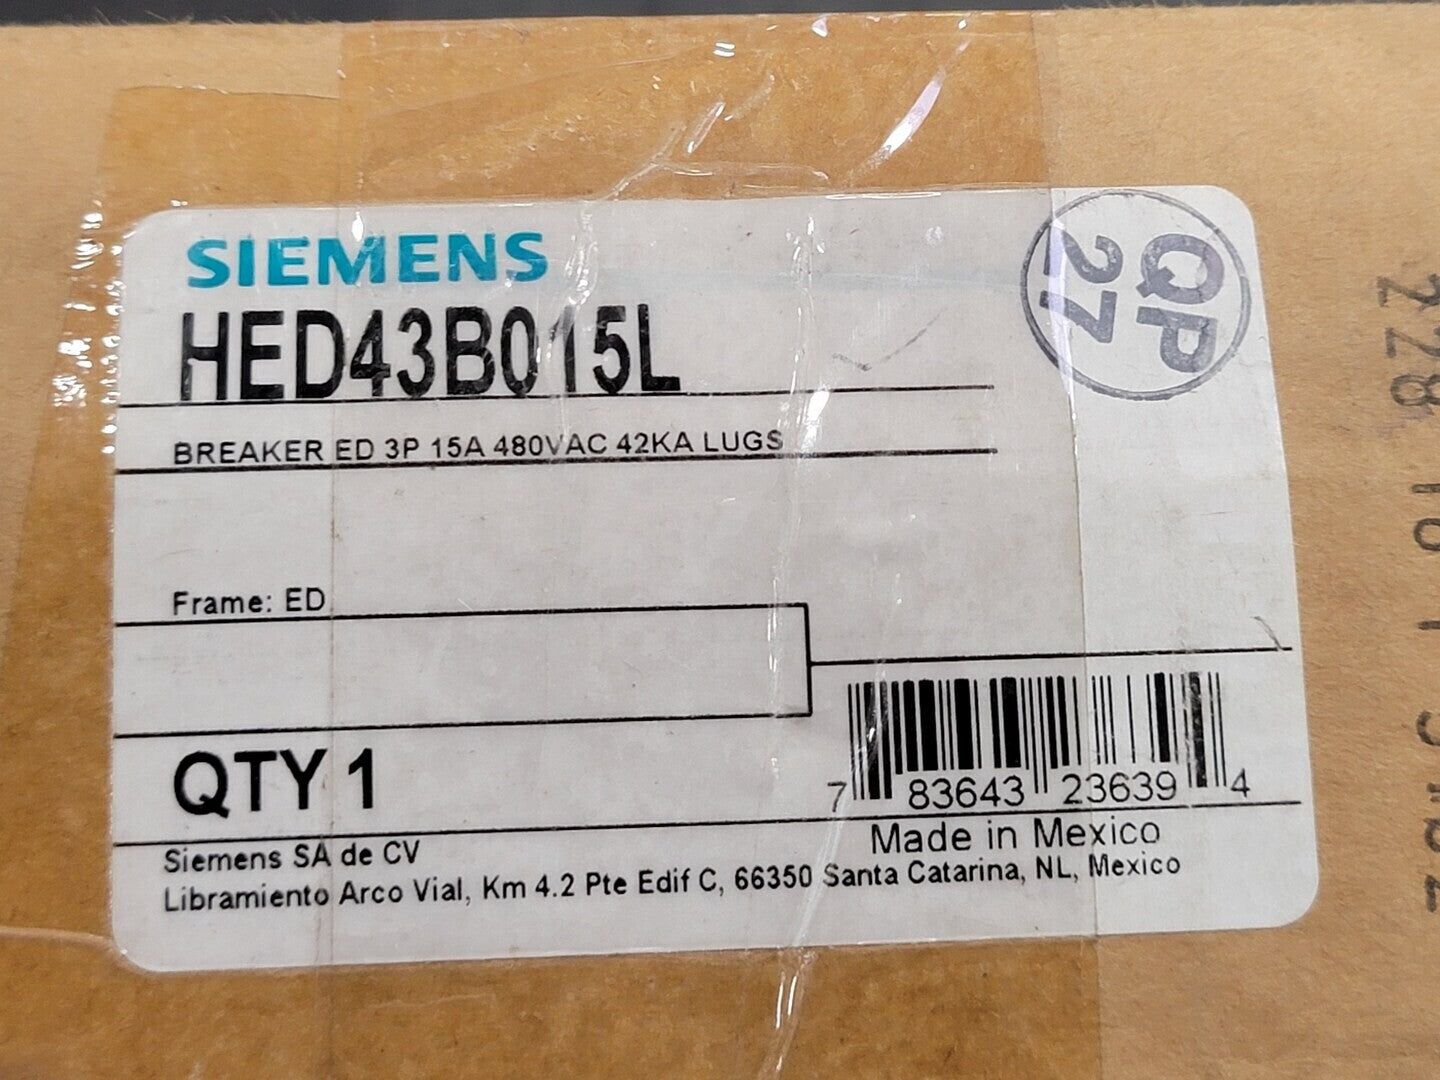 SIEMENS
HED43B015L
BREAKER ED 3P 15A 480VAC 42KA LUGS
Frame: ED
QTY 1
7 83643 23639 4
Made in Mexico
Siemens SA de CV
Libramiento Arco Vial, Km 4.2 Pte Edif C, 66350 Santa Catarina, NL, Mexico
QP
27